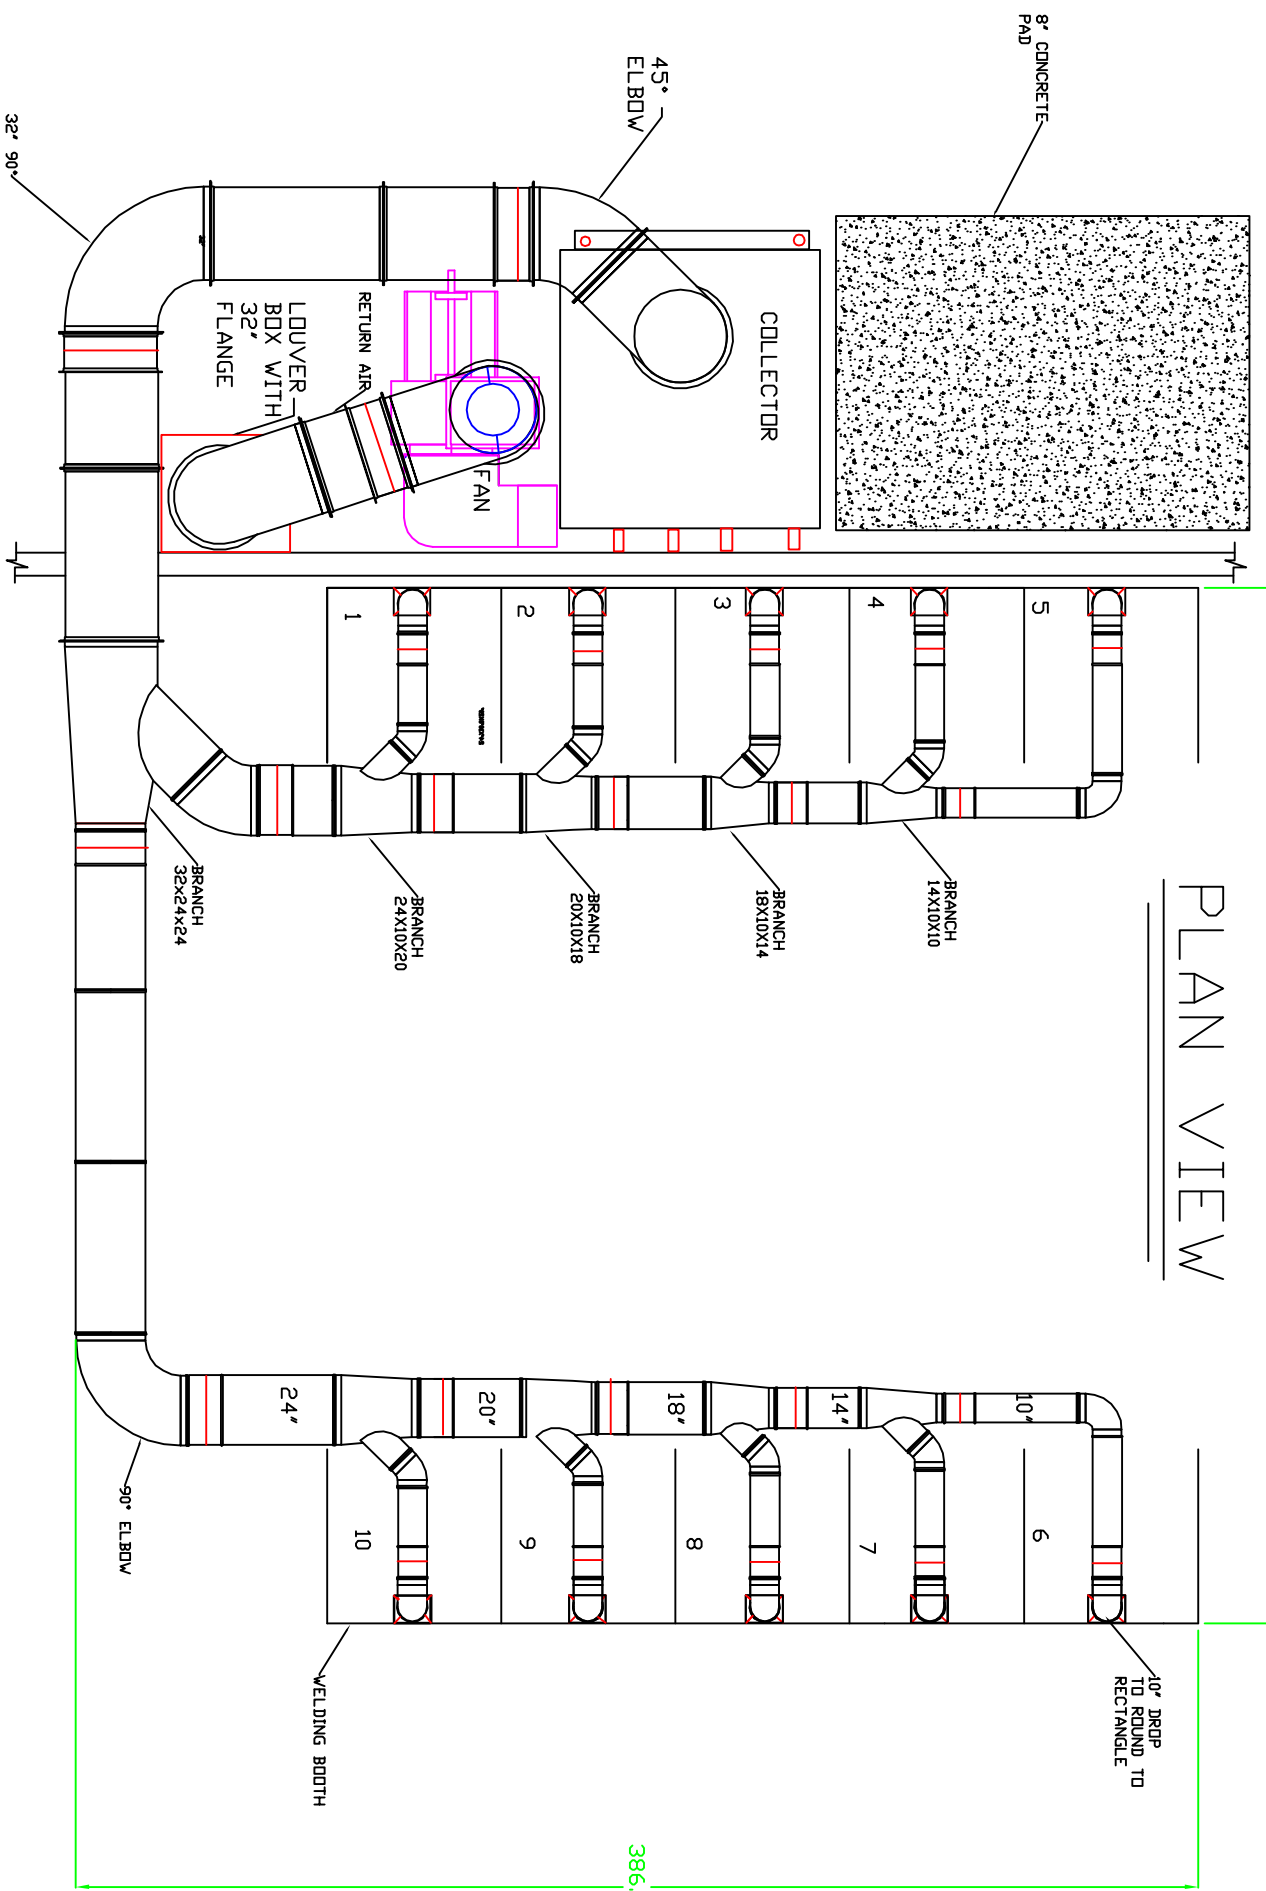 PLAN VIEW
8" CONCRETE
PAD
45°
ELBOW
32" 90°
COLLECTOR
RETURN AIR
LOUVER
BOX WITH
32"
FLANGE
FAN
1
2
3
4
5
BRANCH
32x24x24
BRANCH
24X10X20
BRANCH
20X10X18
BRANCH
18X10X14
BRANCH
14X10X10
24"
20"
18"
14"
10"
10
9
8
7
6
90° ELBOW
WELDING BOOTH
10" DROP
TO ROUND TO
RECTANGLE
386.